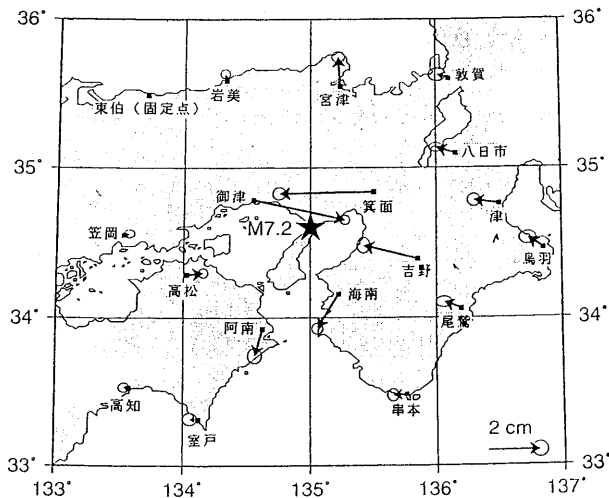 36°
36°
35°
35°
34°
34°
33°
33°
133°
134°
135°
136°
137°
東伯（固定点）
岩美
宮津
敦賀
八日市
御津
箕面
M7.2
笠岡
高松
吉野
津
鳥羽
海南
尾鷲
阿南
高知
室戸
串本
2 cm